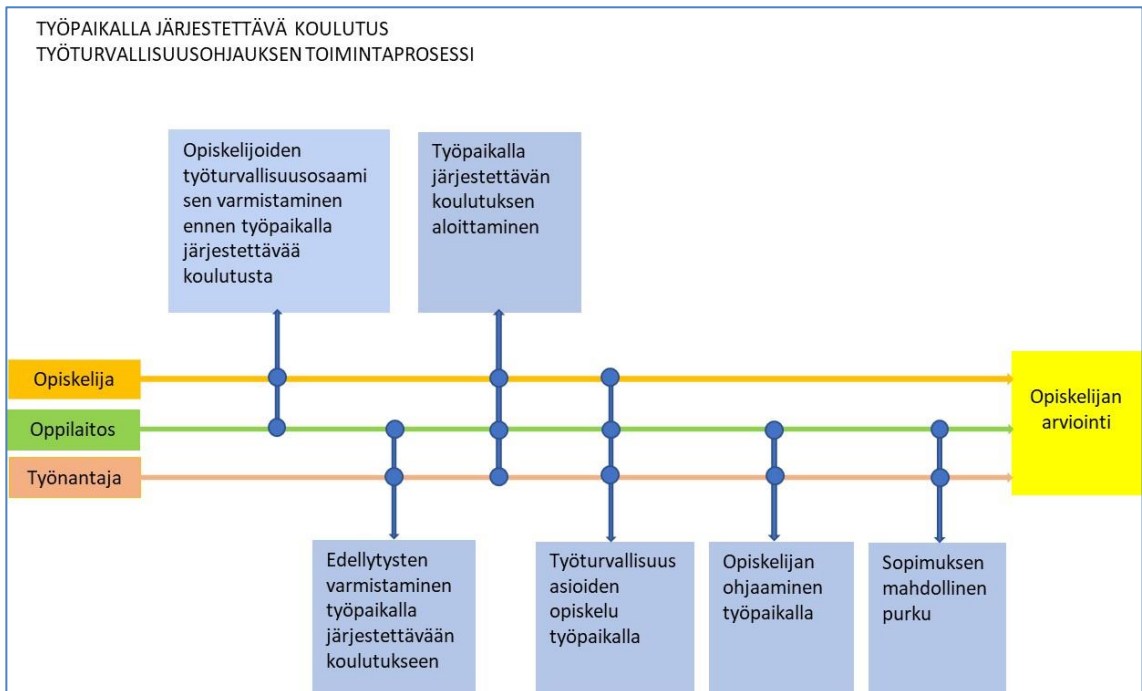 TYÖPAIKALLA JÄRJESTETTÄVÄ KOULUTUS
TYÖTURVALLISUUSOHJAUKSEN TOIMINTAPROSESSI
Opiskelijoiden
työturvallisuusosaami
sen varmistaminen
ennen työpaikalla
järjestettävää
koulutusta
Työpaikalla
järjestettävän
koulutuksen
aloittaminen
Opiskelija
Oppilaitos
Työnantaja
Opiskelijan
arviointi
Edellytysten
varmistaminen
työpaikalla
järjestettävään
koulutukseen
Työturvallisuus
asioiden
opiskelu
työpaikalla
Opiskelijan
ohjaaminen
työpaikalla
Sopimuksen
mahdollinen
purku